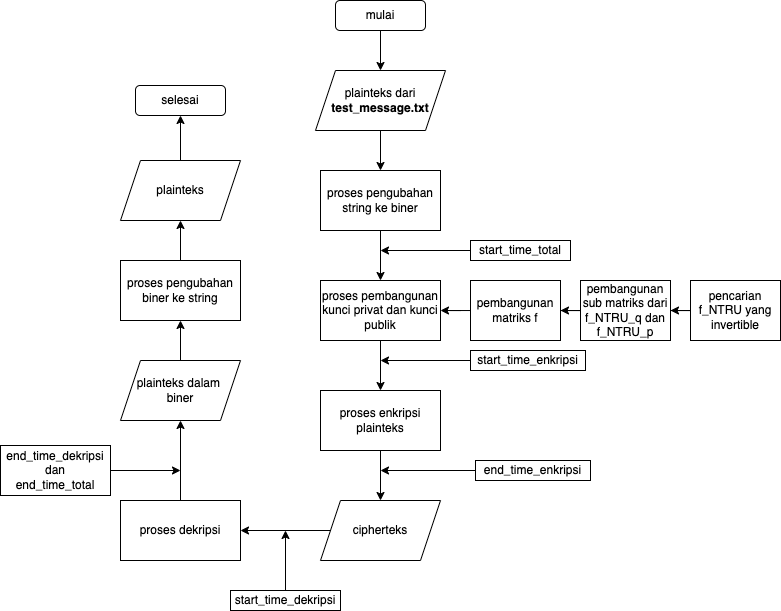 mulai
plainteks dari
test_message.txt
proses pengubahan
string ke biner
start_time_total
proses pembangunan
kunci privat dan kunci
publik
pembangunan
matriks f
pembangunan
sub matriks dari
f_NTRU_q dan
f_NTRU_p
pencarian
f_NTRU yang
invertible
start_time_enkripsi
proses enkripsi
plainteks
end_time_enkripsi
cipherteks
start_time_dekripsi
proses dekripsi
end_time_dekripsi
dan
end_time_total
plainteks dalam
biner
proses pengubahan
biner ke string
plainteks
selesai